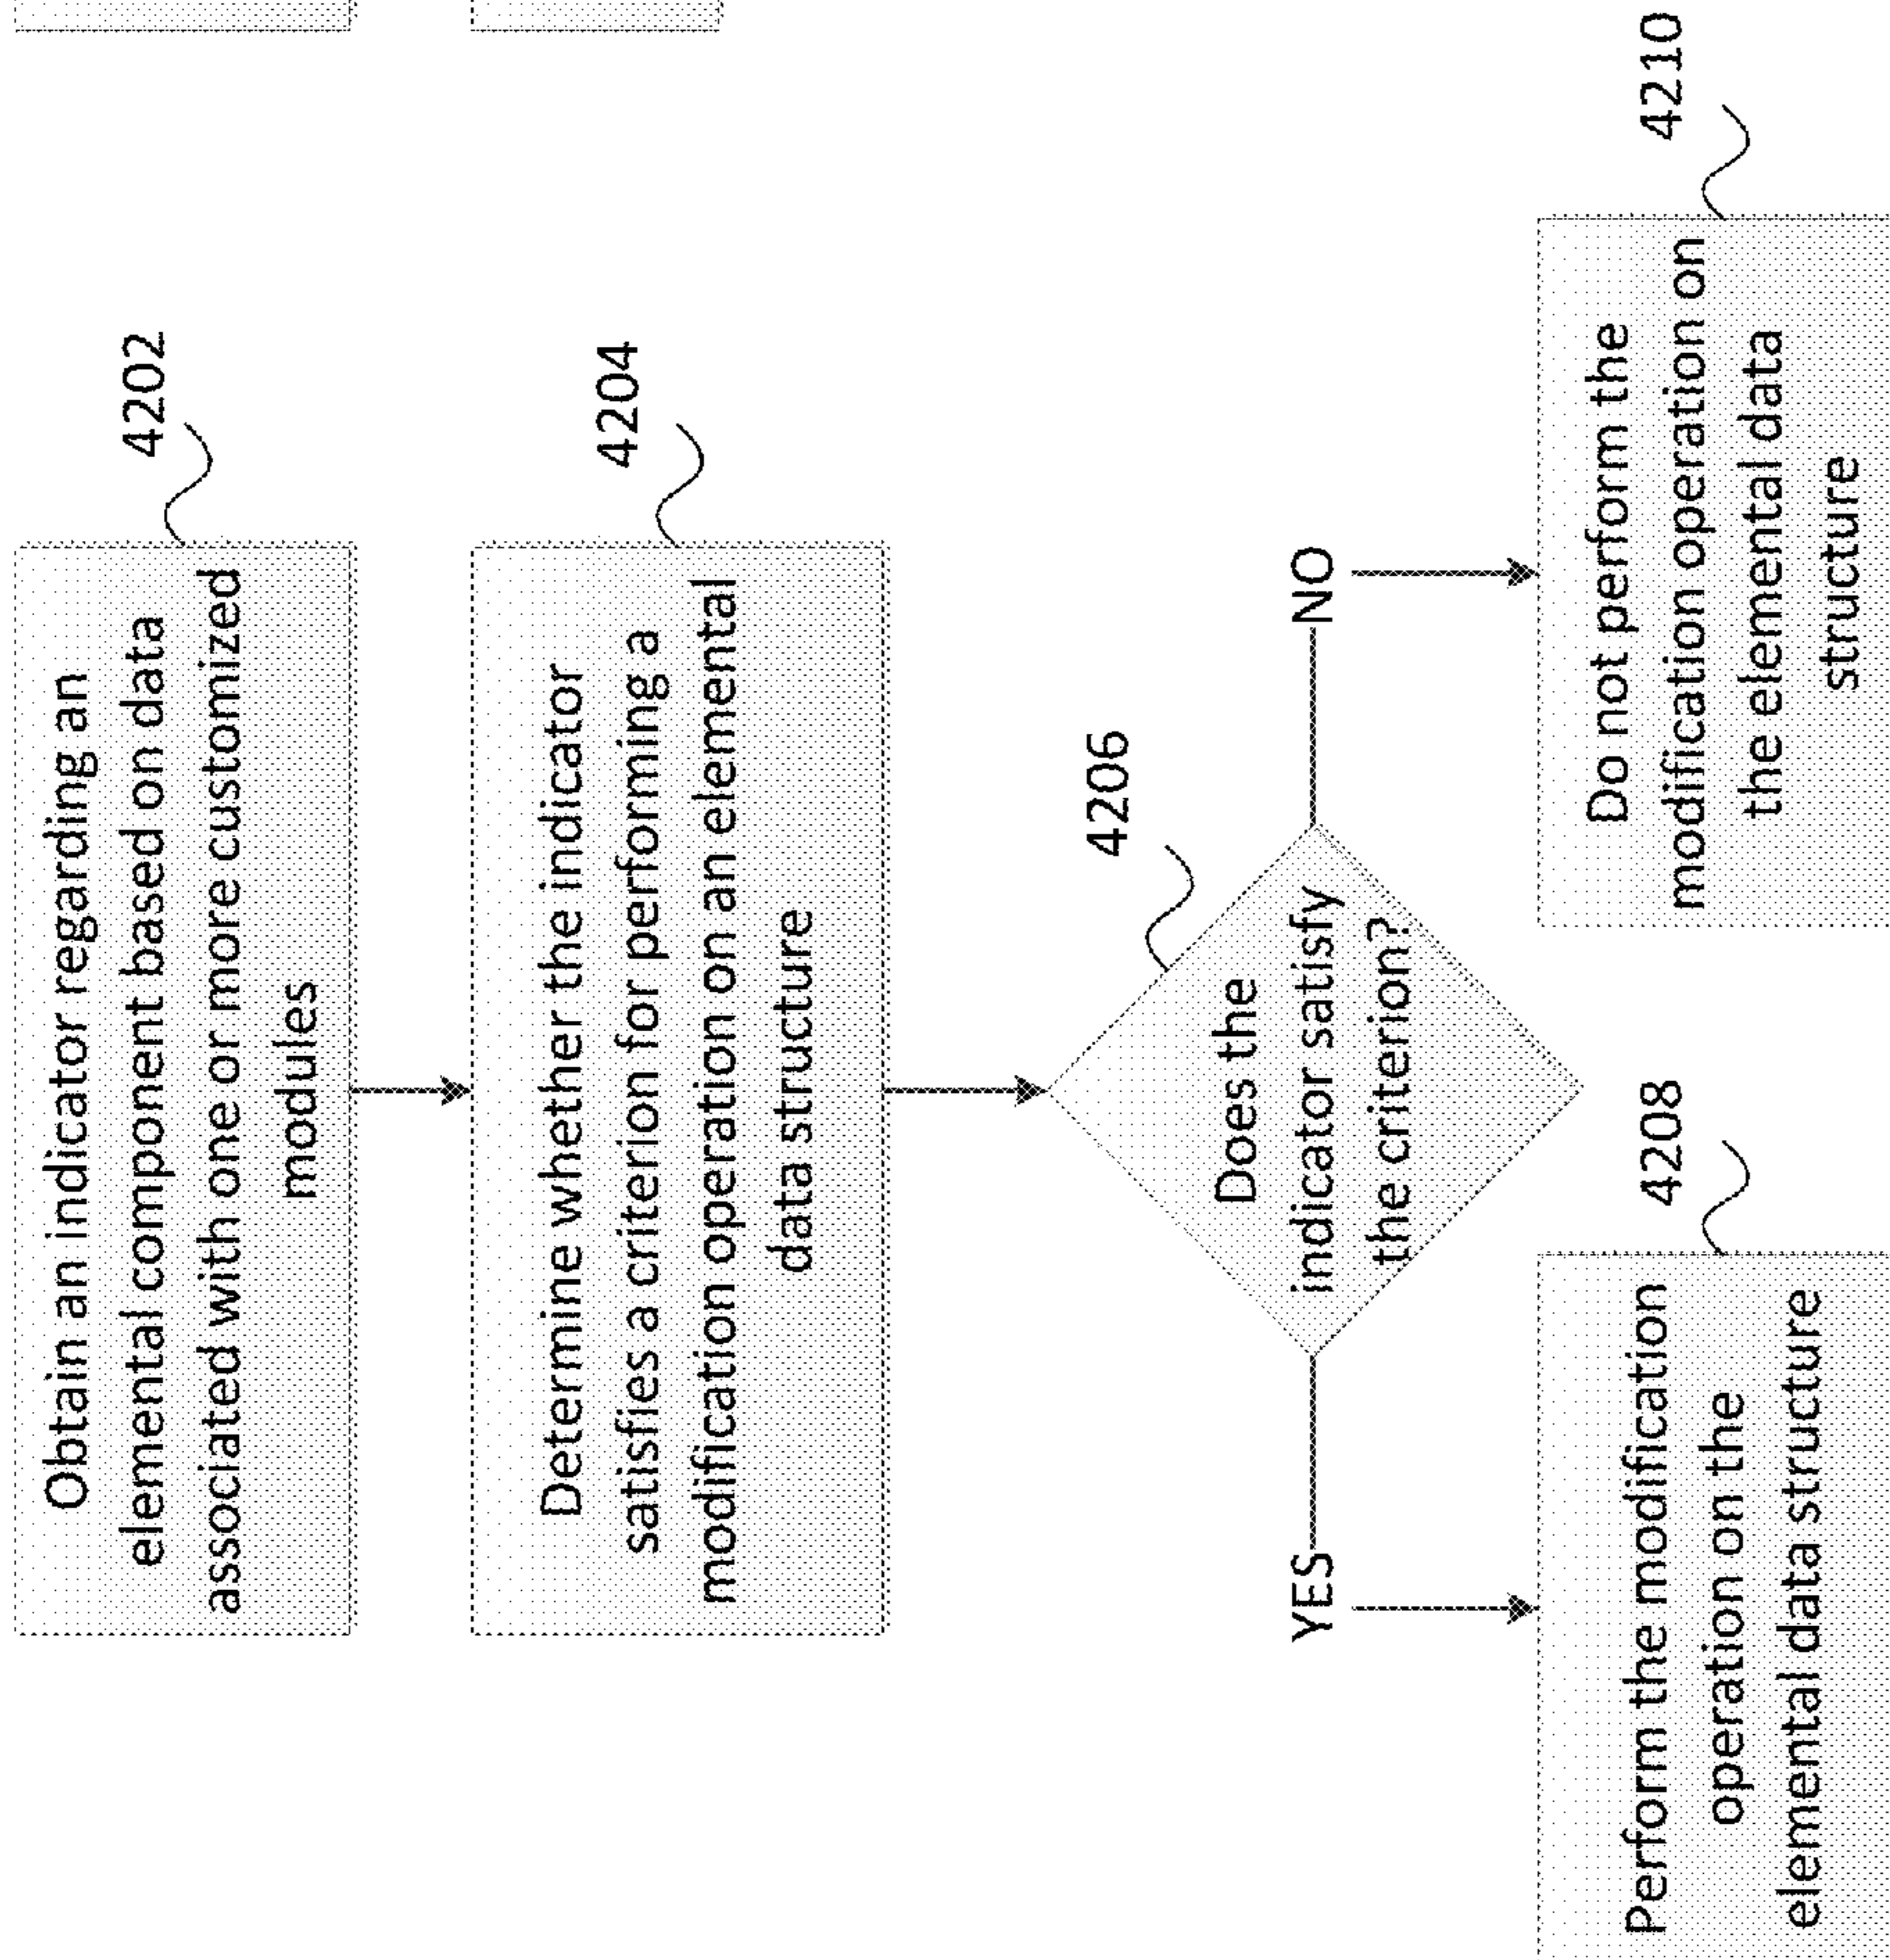 Obtain an indicator regarding an
elemental component based on data
associated with one or more customized
modules
4202
Determine whether the indicator
satisfies a criterion for performing a
modification operation on an elemental
data structure
4204
Does the
indicator satisfy
the criterion?
4206
YES
NO
Perform the modification
operation on the
elemental data structure
4208
Do not perform the
modification operation on
the elemental data
structure
4210